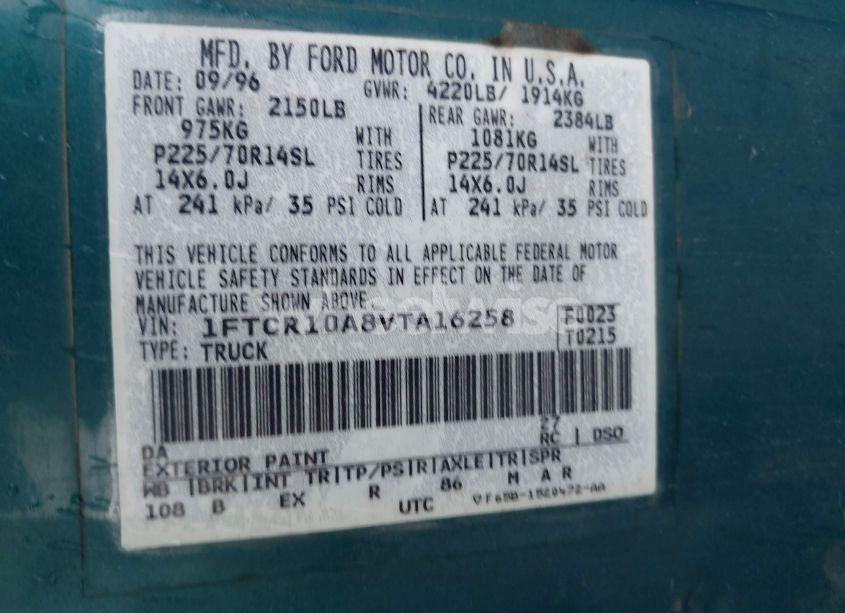 MFD. BY FORD MOTOR CO. IN U.S.A.
DATE: 09/96 GVWR: 4220LB/ 1914KG
FRONT GAWR: 2150LB REAR GAWR: 2384LB
975KG WITH 1081KG WITH
P225/70R14SL TIRES P225/70R14SL TIRES
14X6.0J RIMS 14X6.0J RIMS
AT 241 kPa/ 35 PSI COLD AT 241 kPa/ 35 PSI COLD
THIS VEHICLE CONFORMS TO ALL APPLICABLE FEDERAL MOTOR
VEHICLE SAFETY STANDARDS IN EFFECT ON THE DATE OF
MANUFACTURE SHOWN ABOVE.
VIN: 1FTCR10A8VTA16258 F0023
TYPE: TRUCK T0215
27
DA RC | DSO
EXTERIOR PAINT
WB |BRK|INT TR|TP/PS|R|AXLE|TR|SPR
108 B EX R 86 M A R
UTC